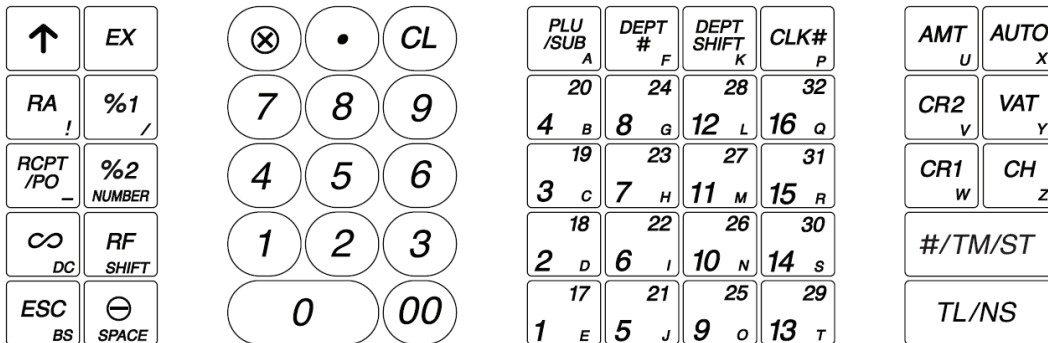 ↑ EX ⊗ • CL PLU /SUB A DEPT # F DEPT SHIFT K CLK# P AMT U AUTO X
RA ! %1 / 7 8 9 20 4 B 24 8 G 28 12 L 32 16 Q CR2 V VAT Y
RCPT /PO _ %2 NUMBER 4 5 6 19 3 C 23 7 H 27 11 M 31 15 R CR1 W CH Z
∞ DC RF SHIFT 1 2 3 18 2 D 22 6 I 26 10 N 30 14 S #/TM/ST
ESC BS ⊖ SPACE 0 00 17 1 E 21 5 J 25 9 O 29 13 T TL/NS